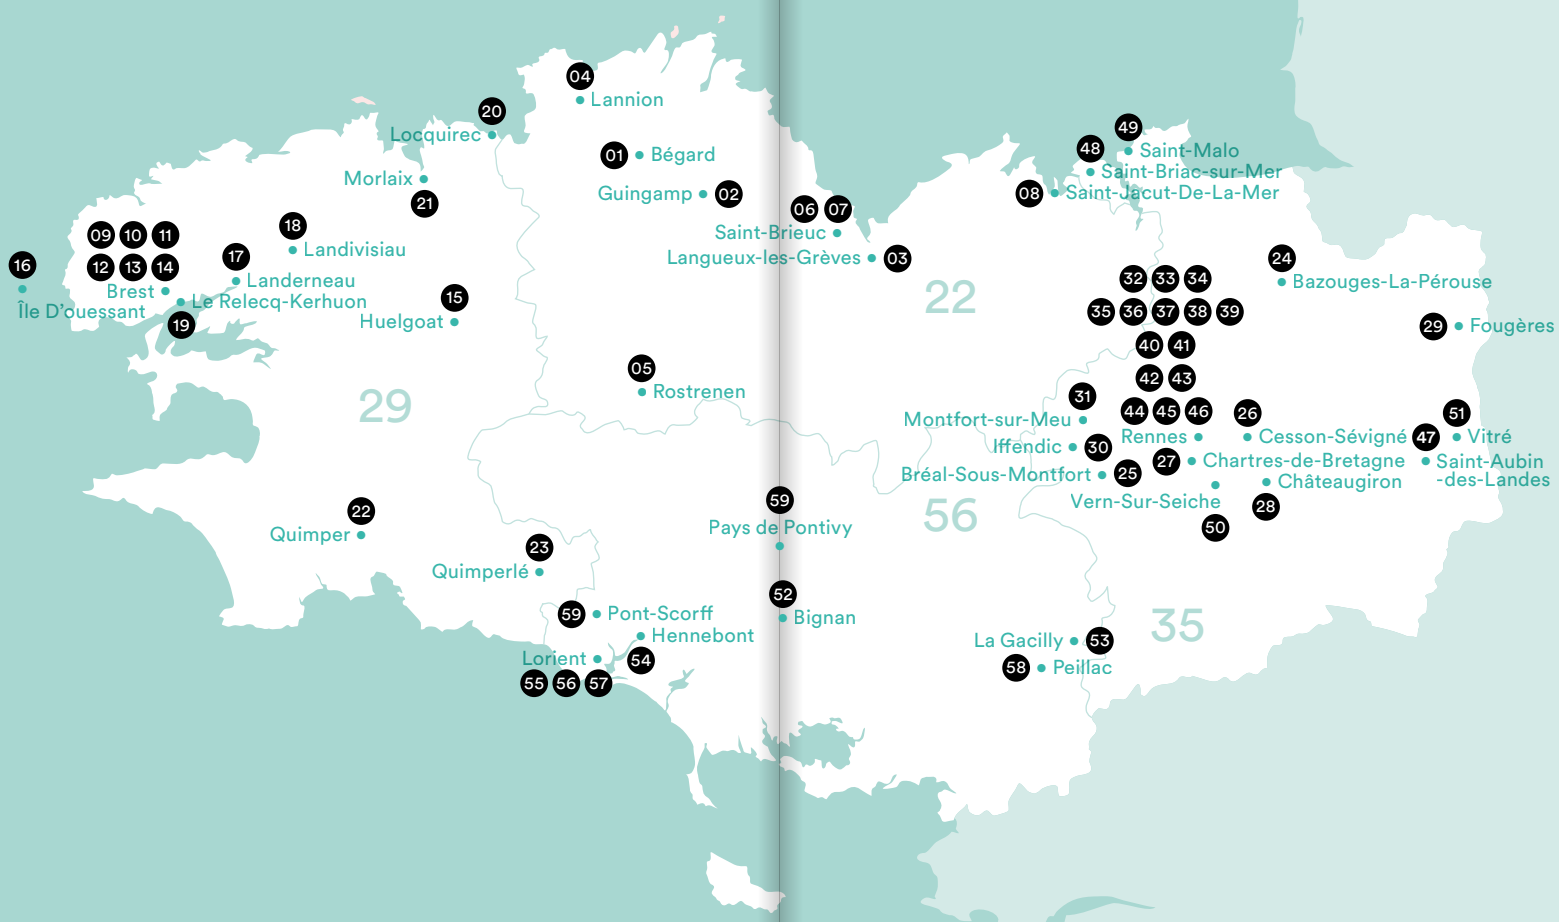 04
Lannion
20
Locquirec
01
Bégard
Morlaix
21
Guingamp
02
49
Saint-Malo
48
Saint-Briac-sur-Mer
08
Saint-Jacut-De-La-Mer
06 07
Saint-Brieuc
Langueux-les-Grèves
03
09 10 11
12 13 14
Brest
16
Île D'ouessant
18
Landivisiau
17
Landerneau
Le Relecq-Kerhuon
19
15
Huelgoat
22
32 33 34
35 36 37 38 39
40 41
42 43
44 45 46
Rennes
24
Bazouges-La-Pérouse
29
Fougères
05
Rostrenen
29
31
Montfort-sur-Meu
Iffendic
30
Bréal-Sous-Montfort
25
26
Cesson-Sévigné
47
51
Vitré
27
Chartres-de-Bretagne
Saint-Aubin
-des-Landes
Châteaugiron
28
Vern-Sur-Seiche
50
22
Quimper
59
Pays de Pontivy
56
23
Quimperlé
52
Bignan
59
Pont-Scorff
Hennebont
54
Lorient
55 56 57
La Gacilly
53
58
Peillac
35